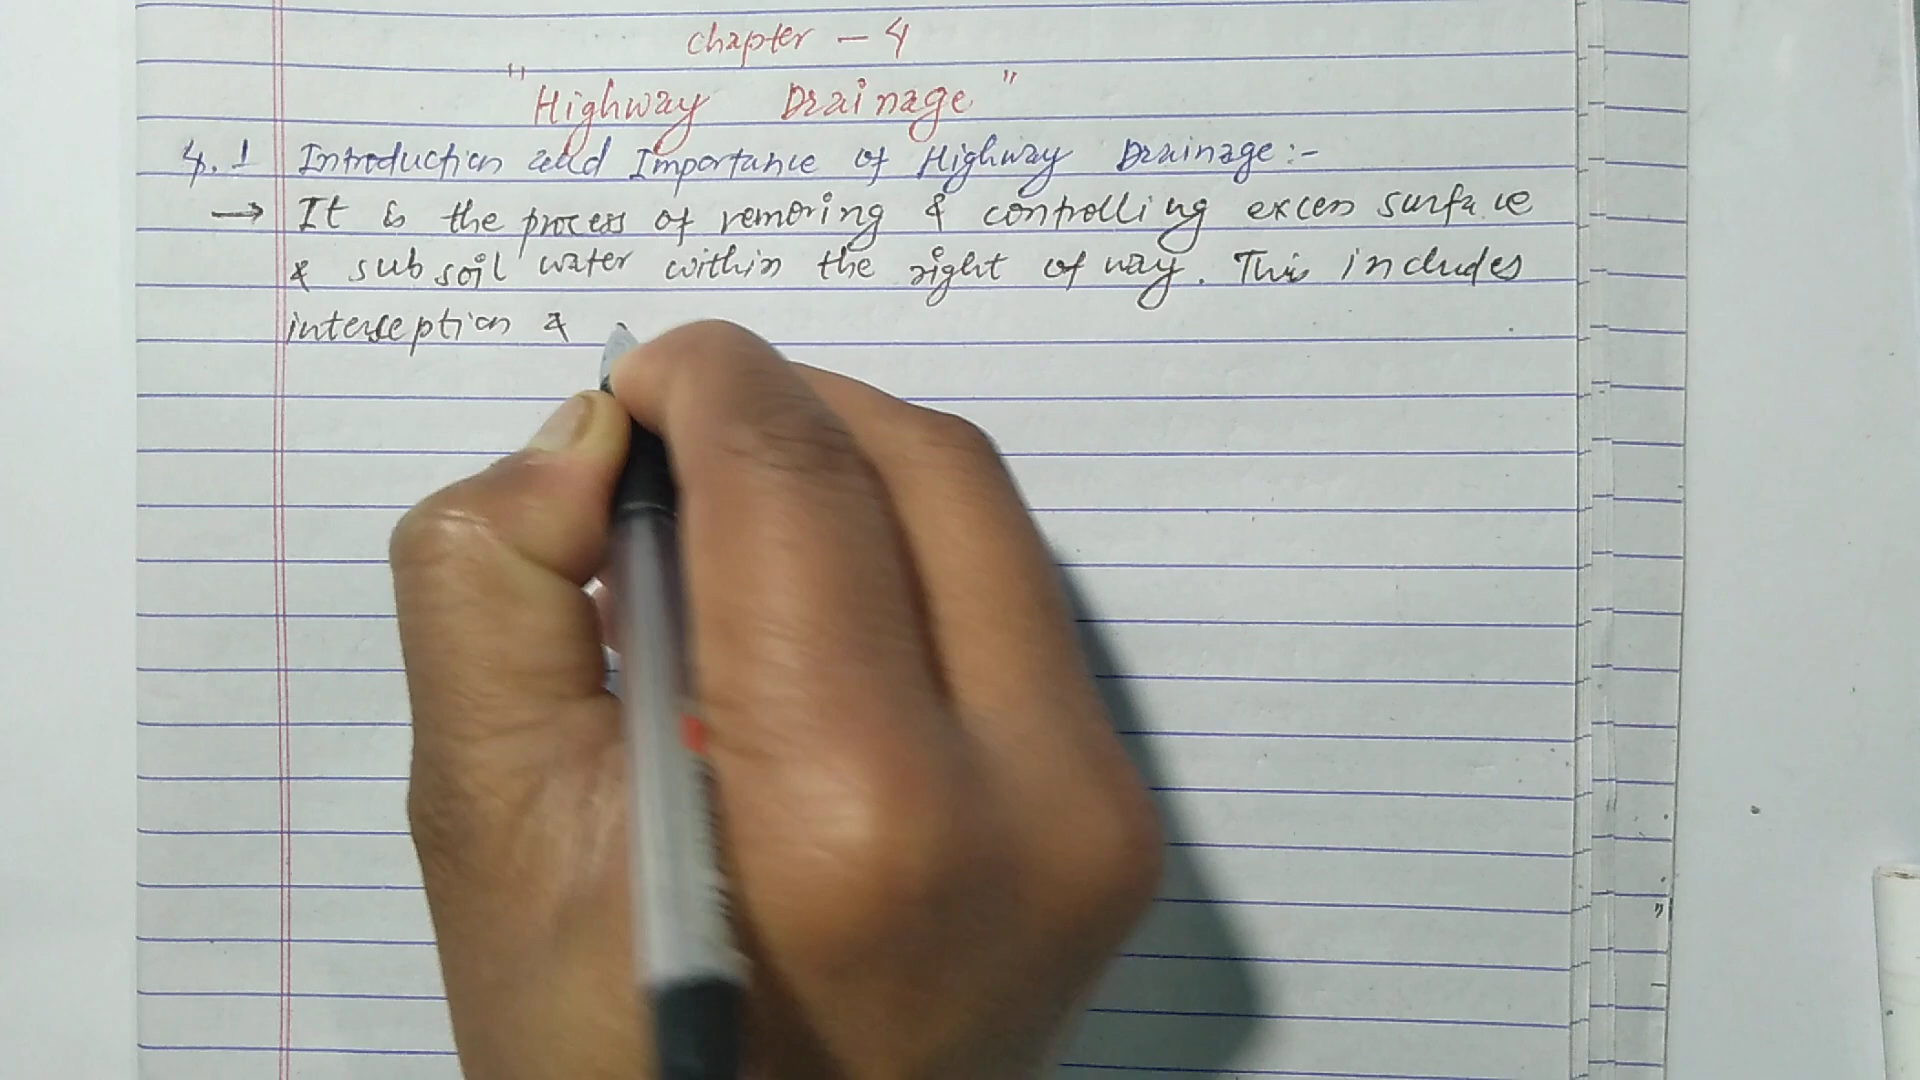 chapter - 4
"Highway Drainage"
4.1 Introduction and Importance of Highway Drainage:-
→ It is the process of removing & controlling excess surface
& sub soil water within the right of way. This includes
interception &